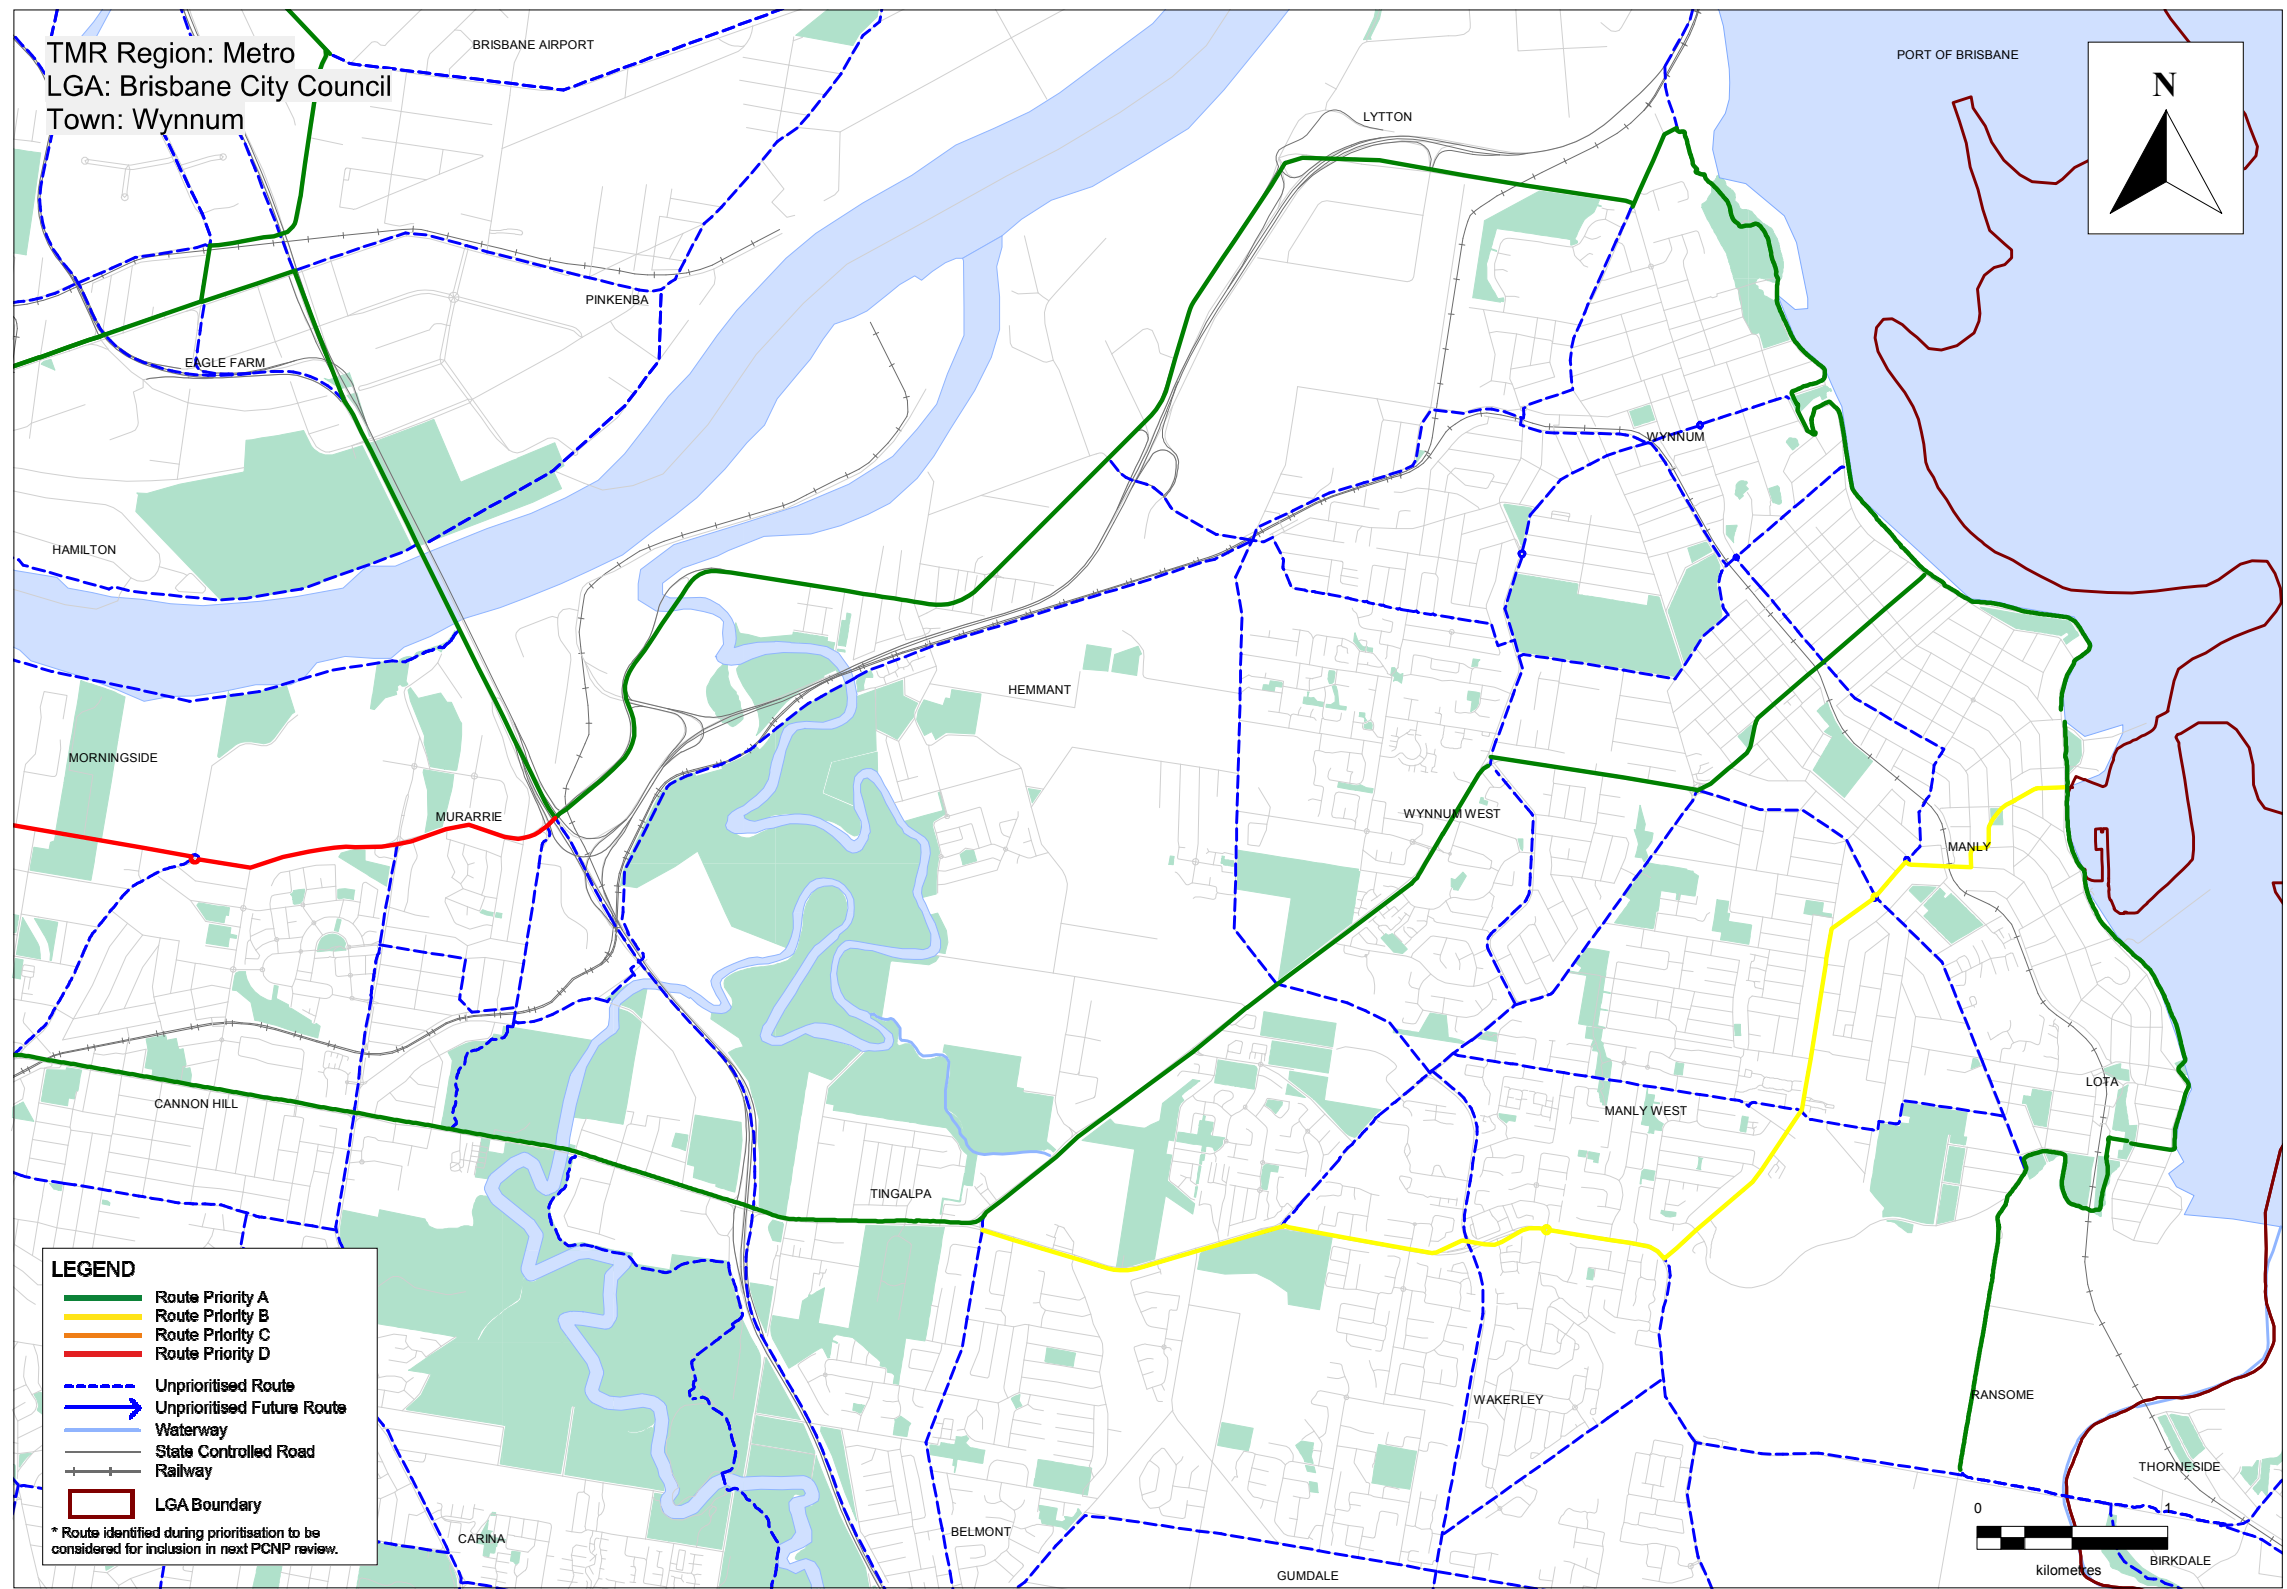 TMR Region: Metro
LGA: Brisbane City Council
Town: Wynnum
BRISBANE AIRPORT
PORT OF BRISBANE
N
LYTTON
PINKENBA
EAGLE FARM
WYNNUM
HAMILTON
HEMMANT
MORNINGSIDE
MURARRIE
WYNNUM WEST
MANLY
LOTA
CANNON HILL
MANLY WEST
TINGALPA
LEGEND
Route Priority A
Route Priority B
Route Priority C
Route Priority D
Unprioritised Route
Unprioritised Future Route
Waterway
State Controlled Road
Railway
LGA Boundary
* Route identified during prioritisation to be
considered for inclusion in next PCNP review.
WAKERLEY
RANSOME
THORNESIDE
CARINA
BELMONT
GUMDALE
BIRKDALE
0 1
kilometres